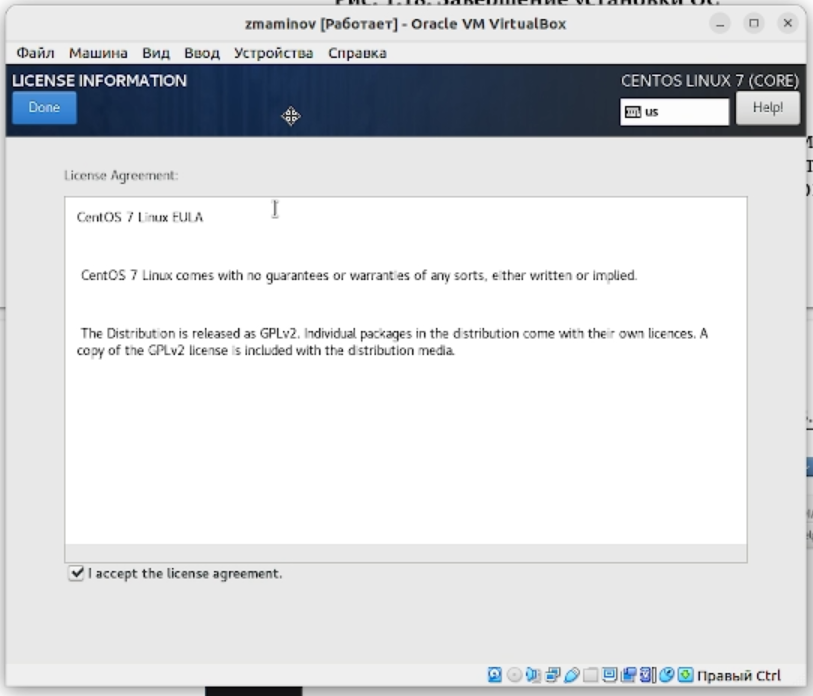 Рис. 1.18. Завершение установки ОС
zmaminov [Работает] - Oracle VM VirtualBox
Файл Машина Вид Ввод Устройства Справка
LICENSE INFORMATION
CENTOS LINUX 7 (CORE)
Done
us
Help!
License Agreement:
CentOS 7 Linux EULA
CentOS 7 Linux comes with no guarantees or warranties of any sorts, either written or implied.
The Distribution is released as GPLv2. Individual packages in the distribution come with their own licences. A
copy of the GPLv2 license is included with the distribution media.
I accept the license agreement.
Правый Ctrl